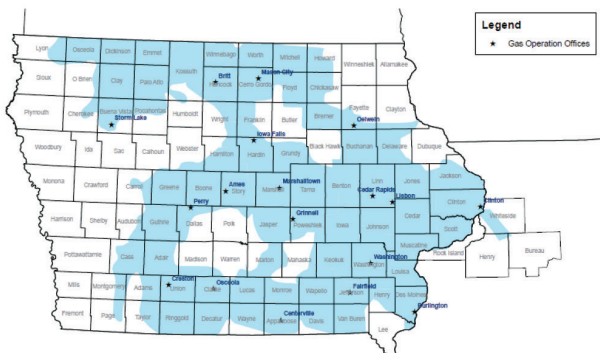 Legend
★ Gas Operation Offices
Lyon Osceola Dickinson Emmet Winnebago Worth Mitchell Howard Winneshiek Allamakee
Kossuth
Sioux O'Brien Clay Palo Alto Britt Hancock Mason City Cerro Gordo Floyd Chickasaw
Plymouth Cherokee Buena Vista Pocahontas Humboldt Wright Franklin Butler Bremer Fayette Clayton
Storm Lake Oelwein
Iowa Falls
Woodbury Ida Sac Calhoun Webster Hamilton Hardin Grundy Black Hawk Buchanan Delaware Dubuque
Monona Crawford Carroll Greene Boone Ames Story Marshalltown Marshall Tama Benton Linn Jones Jackson
Cedar Rapids Lisbon Clinton Clinton
Perry Grinnell Cedar Whiteside
Harrison Shelby Audubon Guthrie Dallas Polk Jasper Poweshiek Iowa Johnson Scott
Muscatine
Pottawattamie Cass Adair Madison Warren Marion Mahaska Keokuk Washington Washington Louisa Rock Island Henry Bureau
Mills Montgomery Adams Creston Union Osceola Clarke Lucas Monroe Wapello Fairfield Jefferson Henry Des Moines
Burlington
Fremont Page Taylor Ringgold Decatur Wayne Centerville Appanoose Davis Van Buren Lee